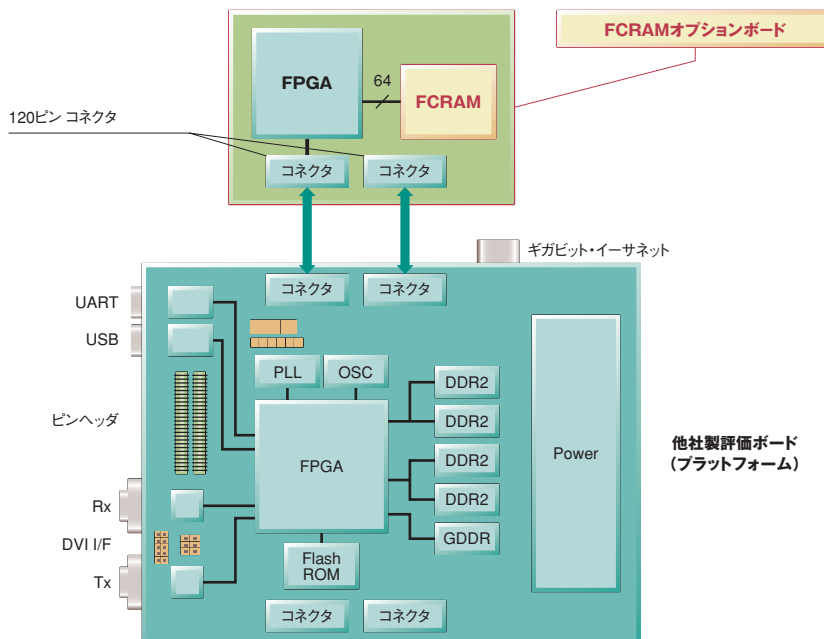 FCRAMオプションボード
FPGA
64
FCRAM
120ピン コネクタ
コネクタ
コネクタ
ギガビット・イーサネット
コネクタ
コネクタ
UART
USB
PLL
OSC
DDR2
DDR2
ピンヘッダ
FPGA
DDR2
DDR2
Power
他社製評価ボード
(プラットフォーム)
Rx
GDDR
DVI I/F
Flash
ROM
Tx
コネクタ
コネクタ